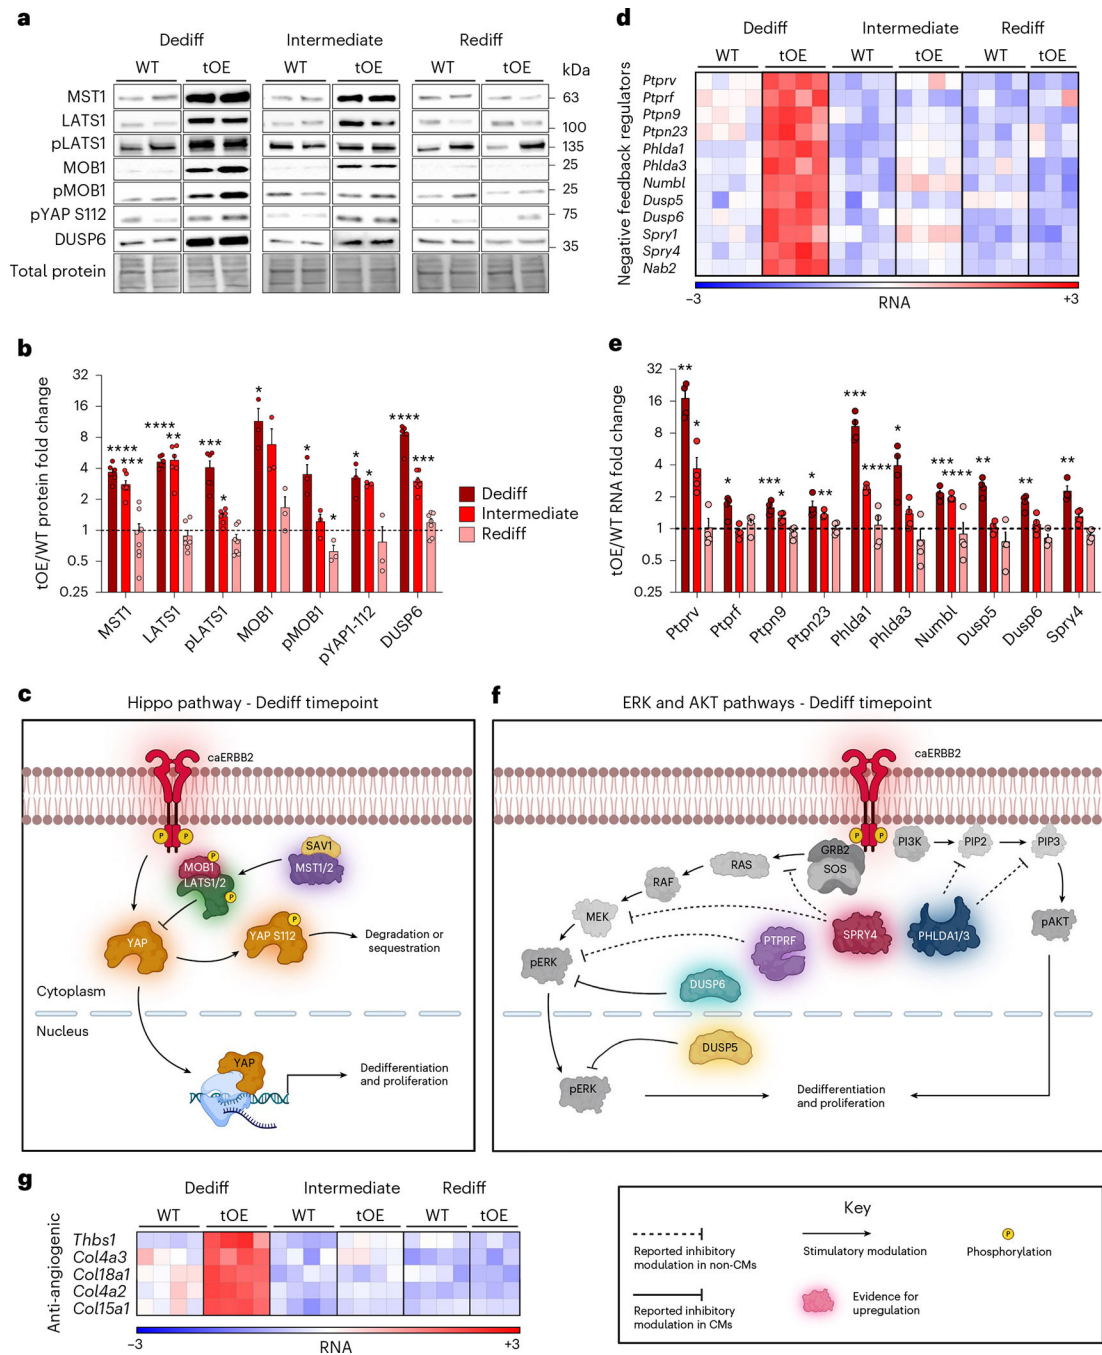 a
Dediff Intermediate Rediff
WT tOE WT tOE WT tOE kDa
MST1 63
LATS1 100
pLATS1 135
MOB1 25
pMOB1 25
pYAP S112 75
DUSP6 35
Total protein
d
Dediff Intermediate Rediff
WT tOE WT tOE WT tOE
Negative feedback regulators
Ptprv
Ptprf
Ptpn9
Ptpn23
Phlda1
Phlda3
Numbl
Dusp5
Dusp6
Spry1
Spry4
Nab2
−3 RNA +3
b
tOE/WT protein fold change
32
16
8
4
2
1
0.5
0.25
**** *** **** ** *** * * * * * * **** ***
Dediff
Intermediate
Rediff
MST1 LATS1 pLATS1 MOB1 pMOB1 pYAP1-112 DUSP6
e
tOE/WT RNA fold change
32
16
8
4
2
1
0.5
0.25
** * * *** * * ** *** **** * *** **** ** ** **
Ptprv Ptprf Ptpn9 Ptpn23 Phlda1 Phlda3 Numbl Dusp5 Dusp6 Spry4
c
Hippo pathway - Dediff timepoint
caERBB2
P P
P
MOB1
LATS1/2
P
SAV1
MST1/2
YAP
P
YAP S112
Degradation or
sequestration
Cytoplasm
Nucleus
YAP
Dedifferentiation
and proliferation
f
ERK and AKT pathways - Dediff timepoint
caERBB2
P P
GRB2
SOS
PI3K PIP2 PIP3
RAS
RAF
MEK
pERK
PTPRF
SPRY4
PHLDA1/3
pAKT
DUSP6
DUSP5
pERK
Dedifferentiation
and proliferation
g
Dediff Intermediate Rediff
WT tOE WT tOE WT tOE
Anti-angiogenic
Thbs1
Col4a3
Col18a1
Col4a2
Col15a1
−3 RNA +3
Key
Reported inhibitory
modulation in non-CMs
Stimulatory modulation
P
Phosphorylation
Reported inhibitory
modulation in CMs
Evidence for
upregulation